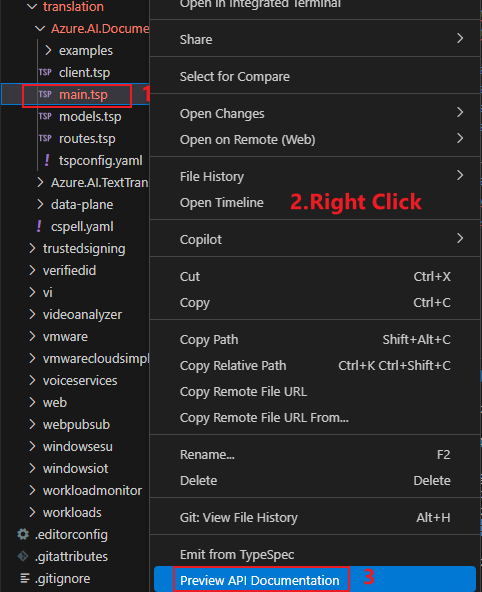 translation
Azure.AI.Docume
examples
TSP client.tsp
TSP main.tsp 1
TSP models.tsp
TSP routes.tsp
! tspconfig.yaml
Azure.AI.TextTran
data-plane
! cspell.yaml
trustedsigning
verifiedid
vi
videoanalyzer
vmware
vmwarecloudsimpl
voiceservices
web
webpubsub
windowsesu
windowsiot
workloadmonitor
workloads
.editorconfig
.gitattributes
.gitignore
Open in Integrated Terminal
Share
Select for Compare
Open Changes
Open on Remote (Web)
File History
Open Timeline
2.Right Click
Copilot
Cut Ctrl+X
Copy Ctrl+C
Copy Path Shift+Alt+C
Copy Relative Path Ctrl+K Ctrl+Shift+C
Copy Remote File URL
Copy Remote File URL From...
Rename... F2
Delete Delete
Git: View File History Alt+H
Emit from TypeSpec
Preview API Documentation 3